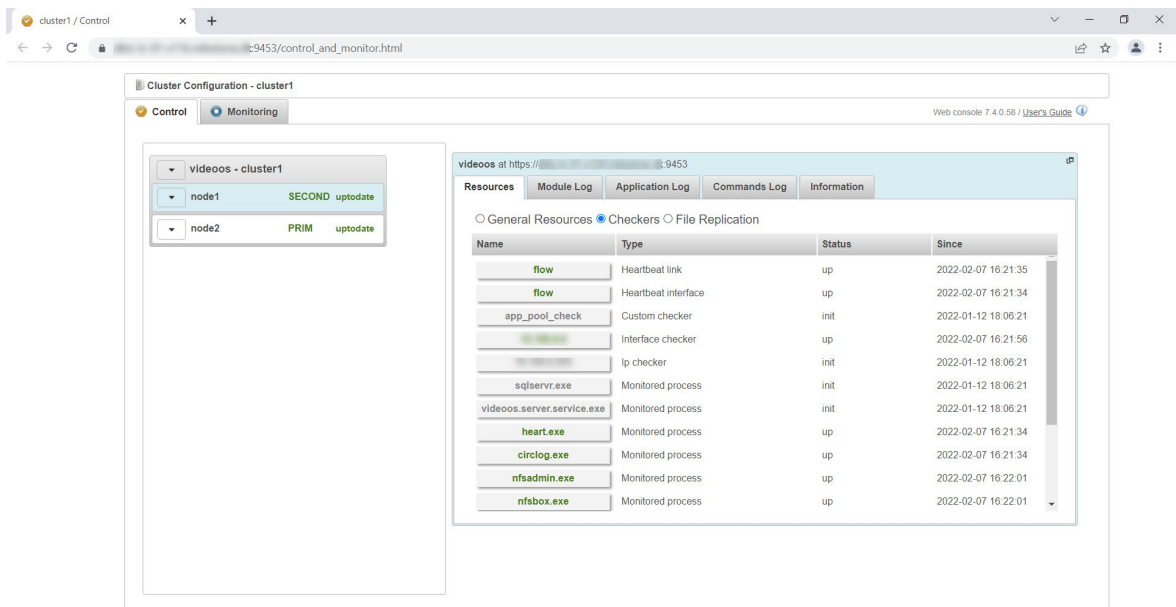 cluster1 / Control
:9453/control_and_monitor.html
Cluster Configuration - cluster1
Control Monitoring
Web console 7.4.0.58 / User's Guide
videoos - cluster1
node1 SECOND uptodate
node2 PRIM uptodate
videoos at https:// :9453
Resources Module Log Application Log Commands Log Information
General Resources Checkers File Replication
Name Type Status Since
flow Heartbeat link up 2022-02-07 16:21:35
flow Heartbeat interface up 2022-02-07 16:21:34
app_pool_check Custom checker init 2022-01-12 18:06:21
Interface checker up 2022-02-07 16:21:56
Ip checker init 2022-01-12 18:06:21
sqlservr.exe Monitored process init 2022-01-12 18:06:21
videoos.server.service.exe Monitored process init 2022-01-12 18:06:21
heart.exe Monitored process up 2022-02-07 16:21:34
circlog.exe Monitored process up 2022-02-07 16:21:34
nfsadmin.exe Monitored process up 2022-02-07 16:22:01
nfsbox.exe Monitored process up 2022-02-07 16:22:01